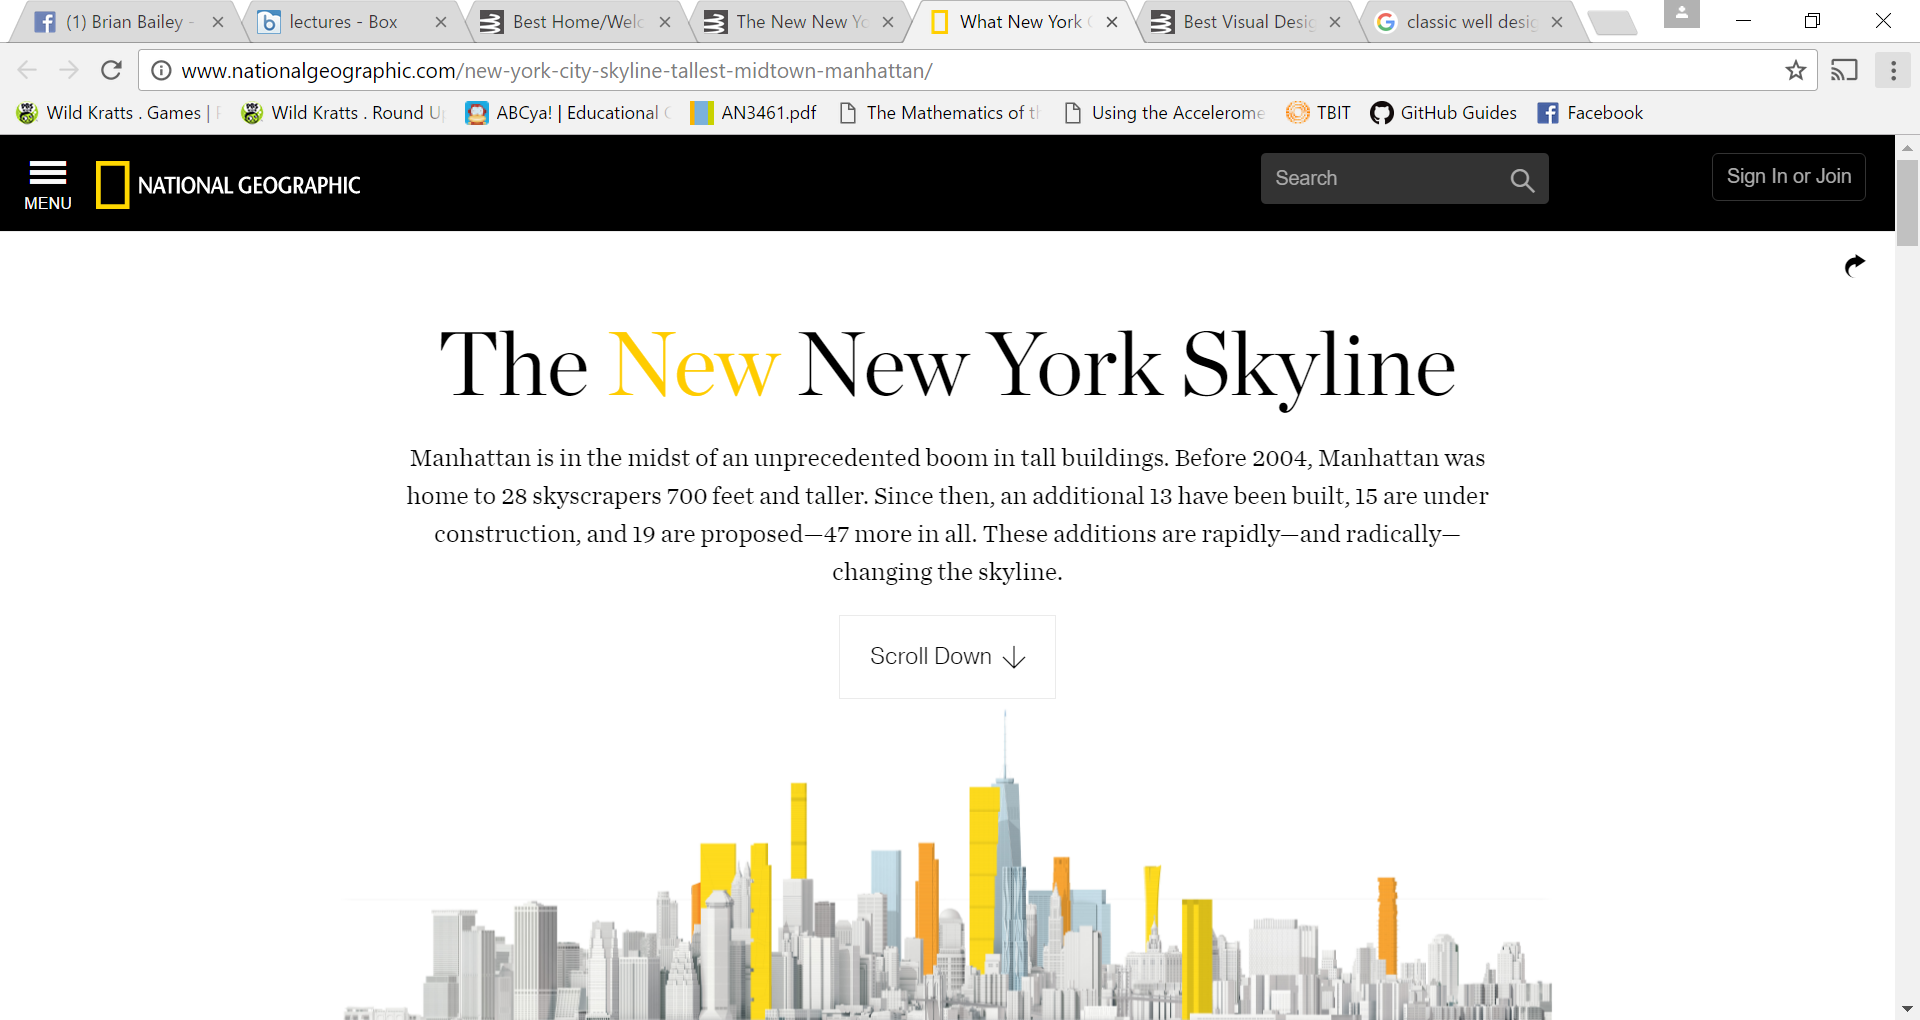 (1) Brian Bailey -
lectures - Box
Best Home/Welc
The New New Yo
What New York
Best Visual Desig
classic well desig
www.nationalgeographic.com/new-york-city-skyline-tallest-midtown-manhattan/
Wild Kratts . Games |
Wild Kratts . Round Up
ABCya! | Educational
AN3461.pdf
The Mathematics of th
Using the Accelerome
TBIT
GitHub Guides
Facebook
MENU
NATIONAL GEOGRAPHIC
Search
Sign In or Join
The New New York Skyline
Manhattan is in the midst of an unprecedented boom in tall buildings. Before 2004, Manhattan was
home to 28 skyscrapers 700 feet and taller. Since then, an additional 13 have been built, 15 are under
construction, and 19 are proposed—47 more in all. These additions are rapidly—and radically—
changing the skyline.
Scroll Down